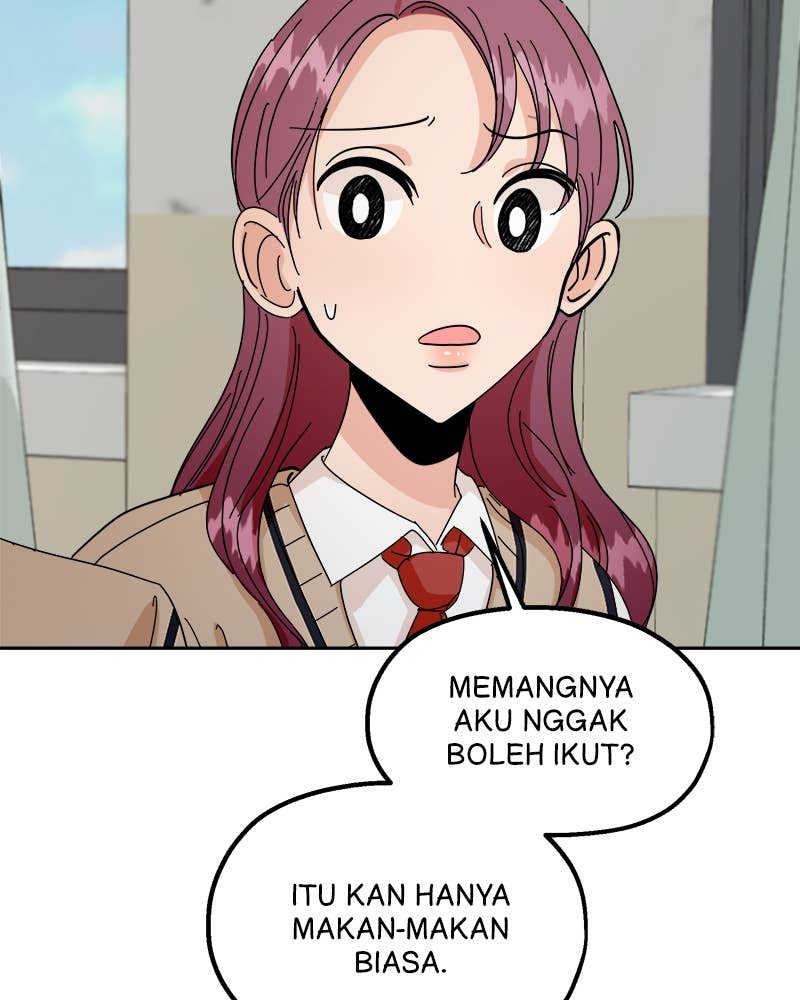 MEMANGNYA
AKU NGGAK
BOLEH IKUT?
ITU KAN HANYA
MAKAN-MAKAN
BIASA.